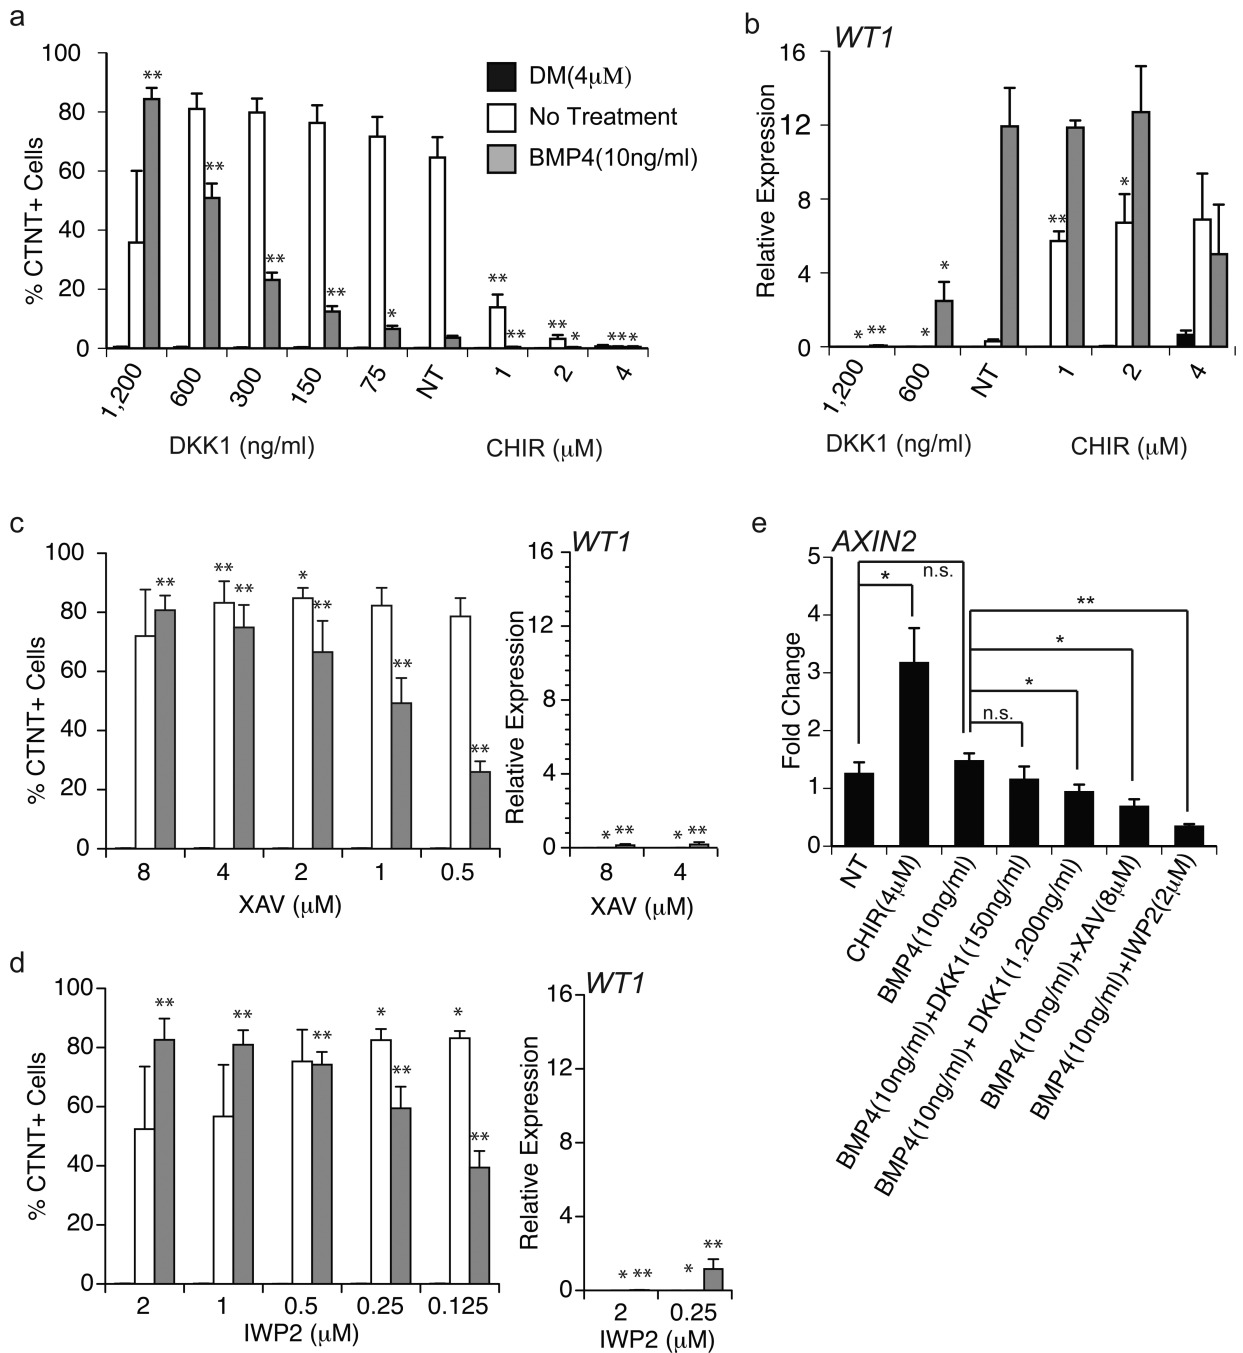 a
100
80
60
40
20
0
% CTNT+ Cells
**
**
**
**
*
**
**
**
*
***
DM(4μM)
No Treatment
BMP4(10ng/ml)
1,200
600
300
150
75
NT
1
2
4
DKK1 (ng/ml)
CHIR (μM)
b
WT1
16
12
8
4
0
Relative Expression
*
**
*
*
**
*
1,200
600
NT
1
2
4
DKK1 (ng/ml)
CHIR (μM)
c
100
80
60
40
20
0
% CTNT+ Cells
**
**
**
*
**
**
**
8
4
2
1
0.5
XAV (μM)
WT1
16
12
8
4
0
Relative Expression
*
**
*
**
8
4
XAV (μM)
d
100
80
60
40
20
0
% CTNT+ Cells
**
**
**
*
**
*
**
2
1
0.5
0.25
0.125
IWP2 (μM)
WT1
16
12
8
4
0
Relative Expression
*
**
*
**
2
0.25
IWP2 (μM)
e
AXIN2
5
4
3
2
1
0
Fold Change
n.s.
*
**
*
*
n.s.
NT
CHIR(4μM)
BMP4(10ng/ml)
BMP4(10ng/ml)+DKK1(150ng/ml)
BMP4(10ng/ml)+ DKK1(1,200ng/ml)
BMP4(10ng/ml)+XAV(8μM)
BMP4(10ng/ml)+IWP2(2μM)